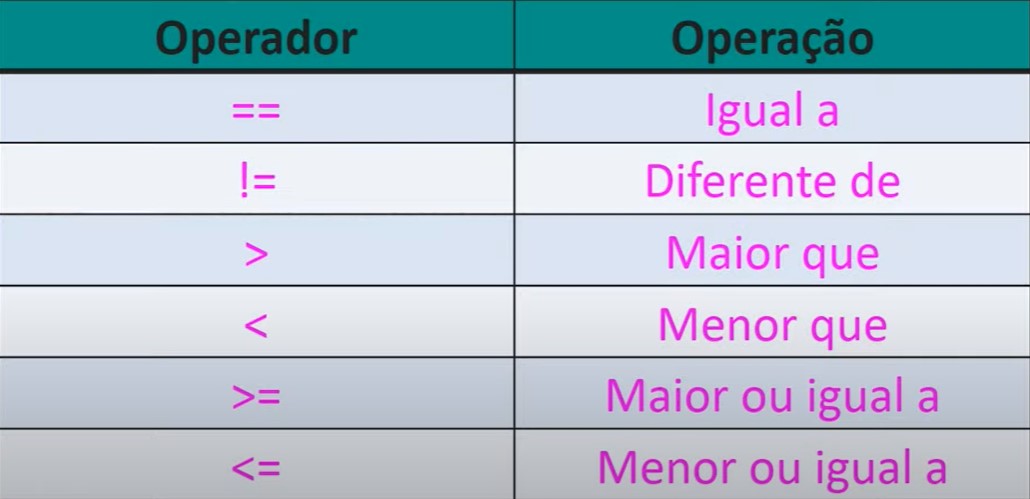 Operador Operação
== Igual a
!= Diferente de
> Maior que
< Menor que
>= Maior ou igual a
<= Menor ou igual a